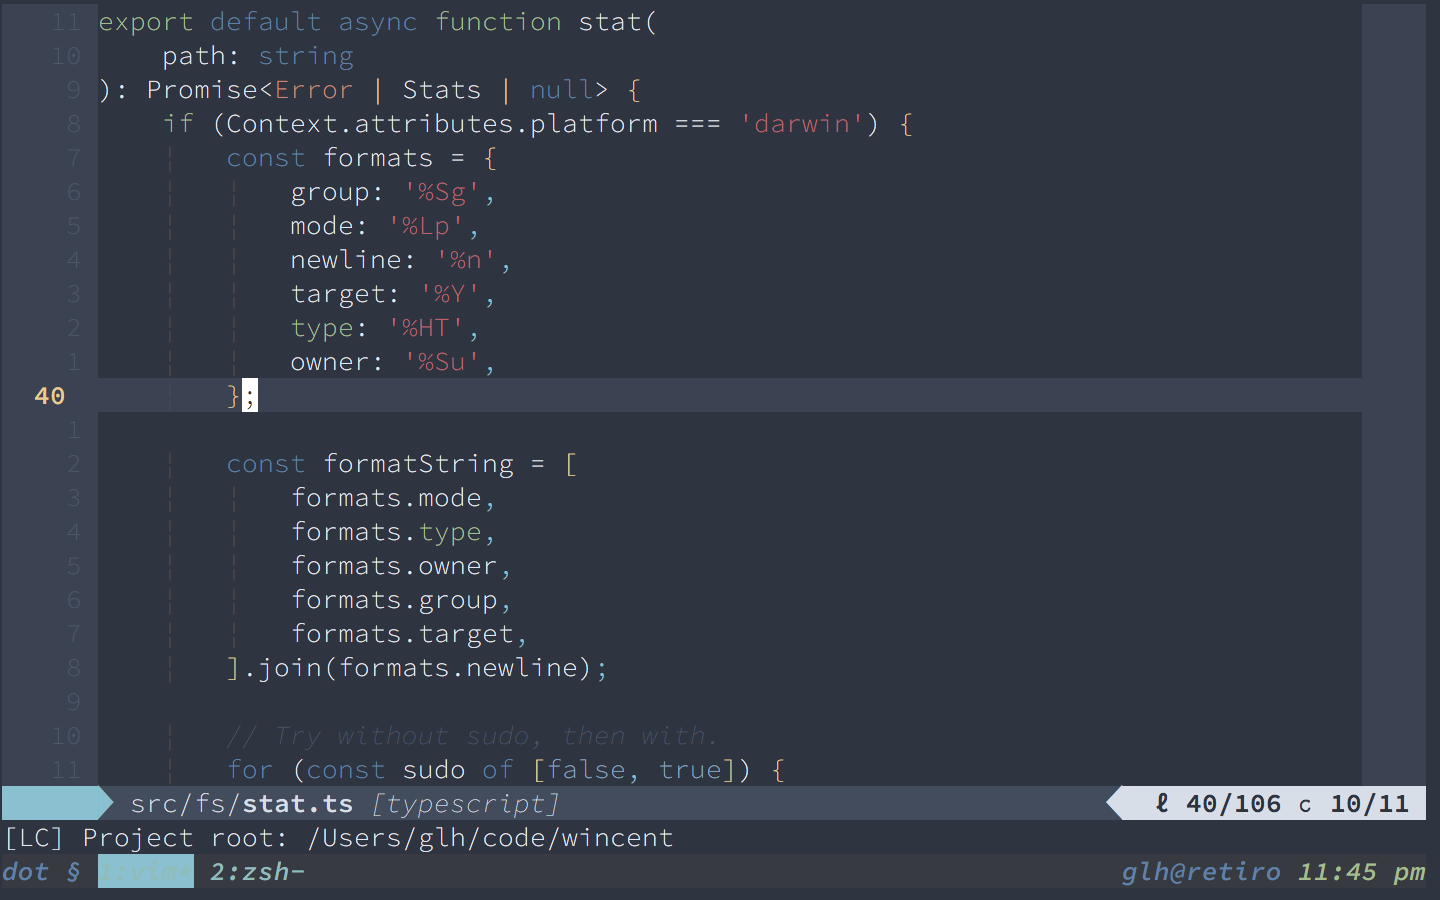 11 export default async function stat(
10     path: string
9 ): Promise<Error | Stats | null> {
8     if (Context.attributes.platform === 'darwin') {
7         const formats = {
6             group: '%Sg',
5             mode: '%Lp',
4             newline: '%n',
3             target: '%Y',
2             type: '%HT',
1             owner: '%Su',
40         };
1
2         const formatString = [
3             formats.mode,
4             formats.type,
5             formats.owner,
6             formats.group,
7             formats.target,
8         ].join(formats.newline);
9
10         // Try without sudo, then with.
11         for (const sudo of [false, true]) {
src/fs/stat.ts [typescript] ℓ 40/106 c 10/11
[LC] Project root: /Users/glh/code/wincent
dot § 1:vim* 2:zsh- glh@retiro 11:45 pm